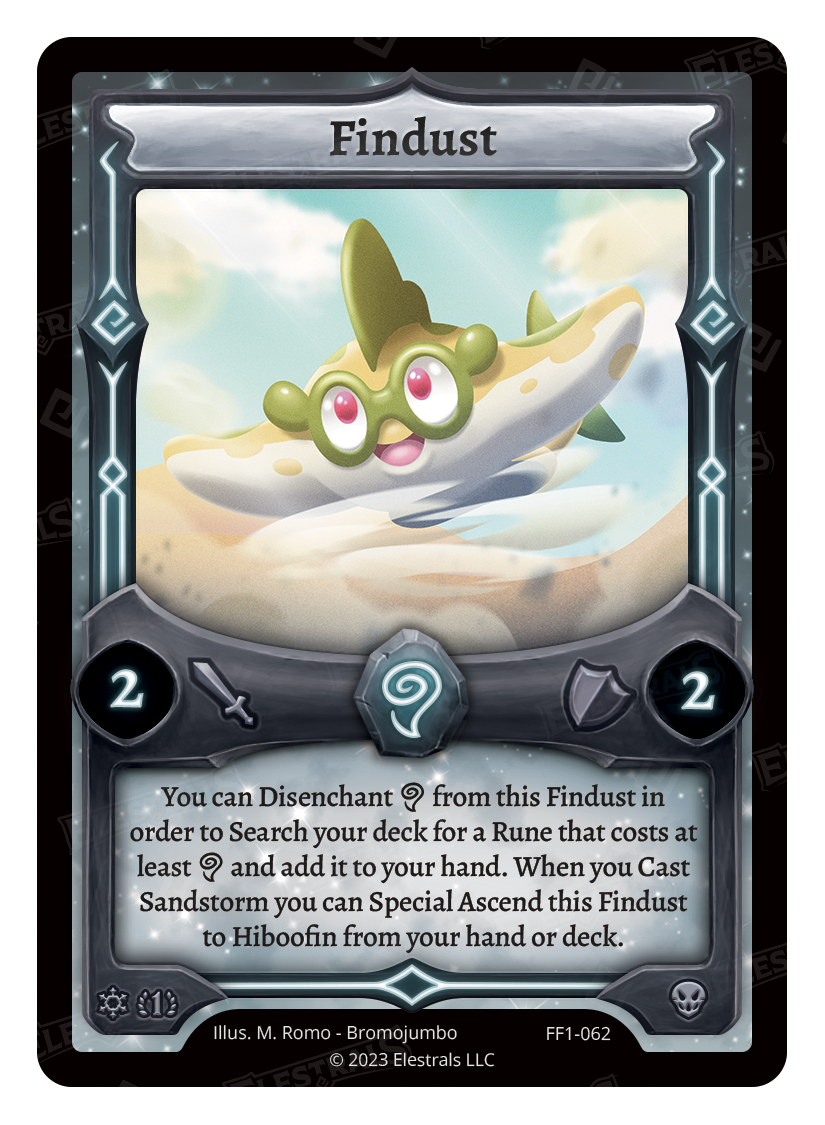 Findust
2
2
You can Disenchant from this Findust in
order to Search your deck for a Rune that costs at
least and add it to your hand. When you Cast
Sandstorm you can Special Ascend this Findust
to Hiboofin from your hand or deck.
1
Illus. M. Romo - Bromojumbo FF1-062
© 2023 Elestrals LLC